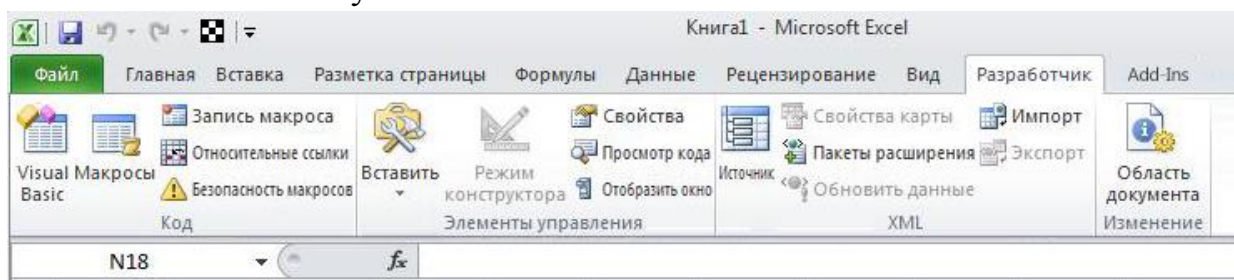 у
Книга1 - Microsoft Excel
Файл Главная Вставка Разметка страницы Формулы Данные Рецензирование Вид Разработчик Add-Ins
Visual Basic
Макросы
Запись макроса
Относительные ссылки
Безопасность макросов
Код
Вставить
Режим конструктора
Свойства
Просмотр кода
Отобразить окно
Элементы управления
Источник
Свойства карты
Пакеты расширения
Обновить данные
Импорт
Экспорт
XML
Область документа
Изменение
N18 fx